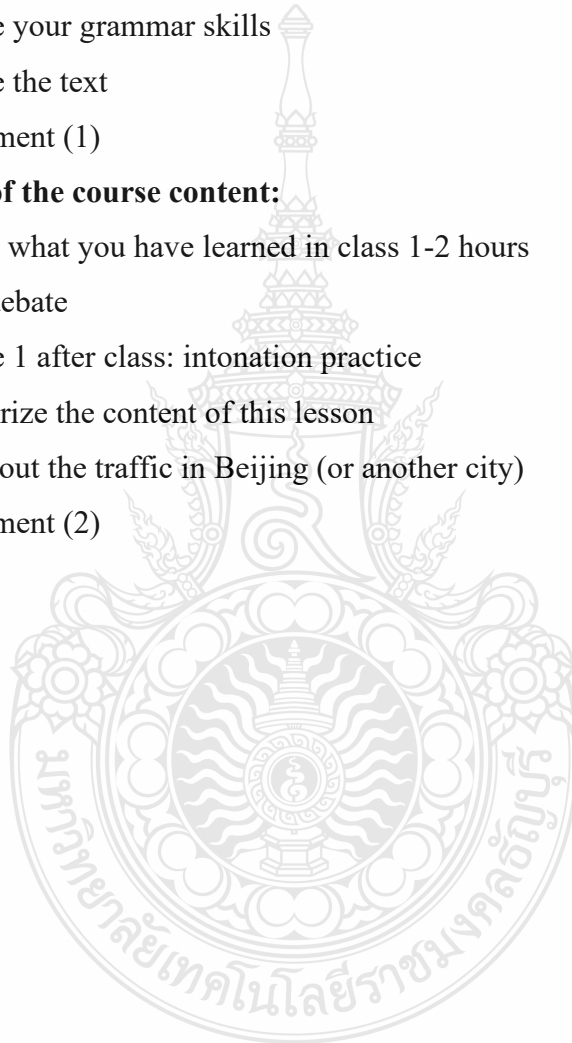 e your grammar skills
e the text
ment (1)
of the course content:
what you have learned in class 1-2 hours
ebate
e 1 after class: intonation practice
rize the content of this lesson
out the traffic in Beijing (or another city)
ment (2)
มหาวิทยาลัยเทคโนโลยีราชมงคลธัญบุรี